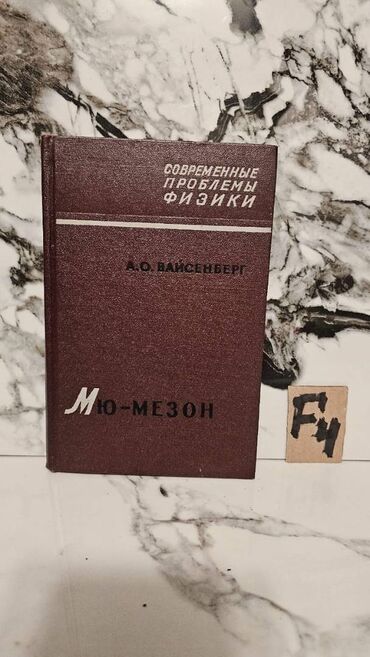 СОВРЕМЕННЫЕ
ПРОБЛЕМЫ
ФИЗИКИ
А.О. ВАЙСЕНБЕРГ
МЮ-МЕЗОН
F4